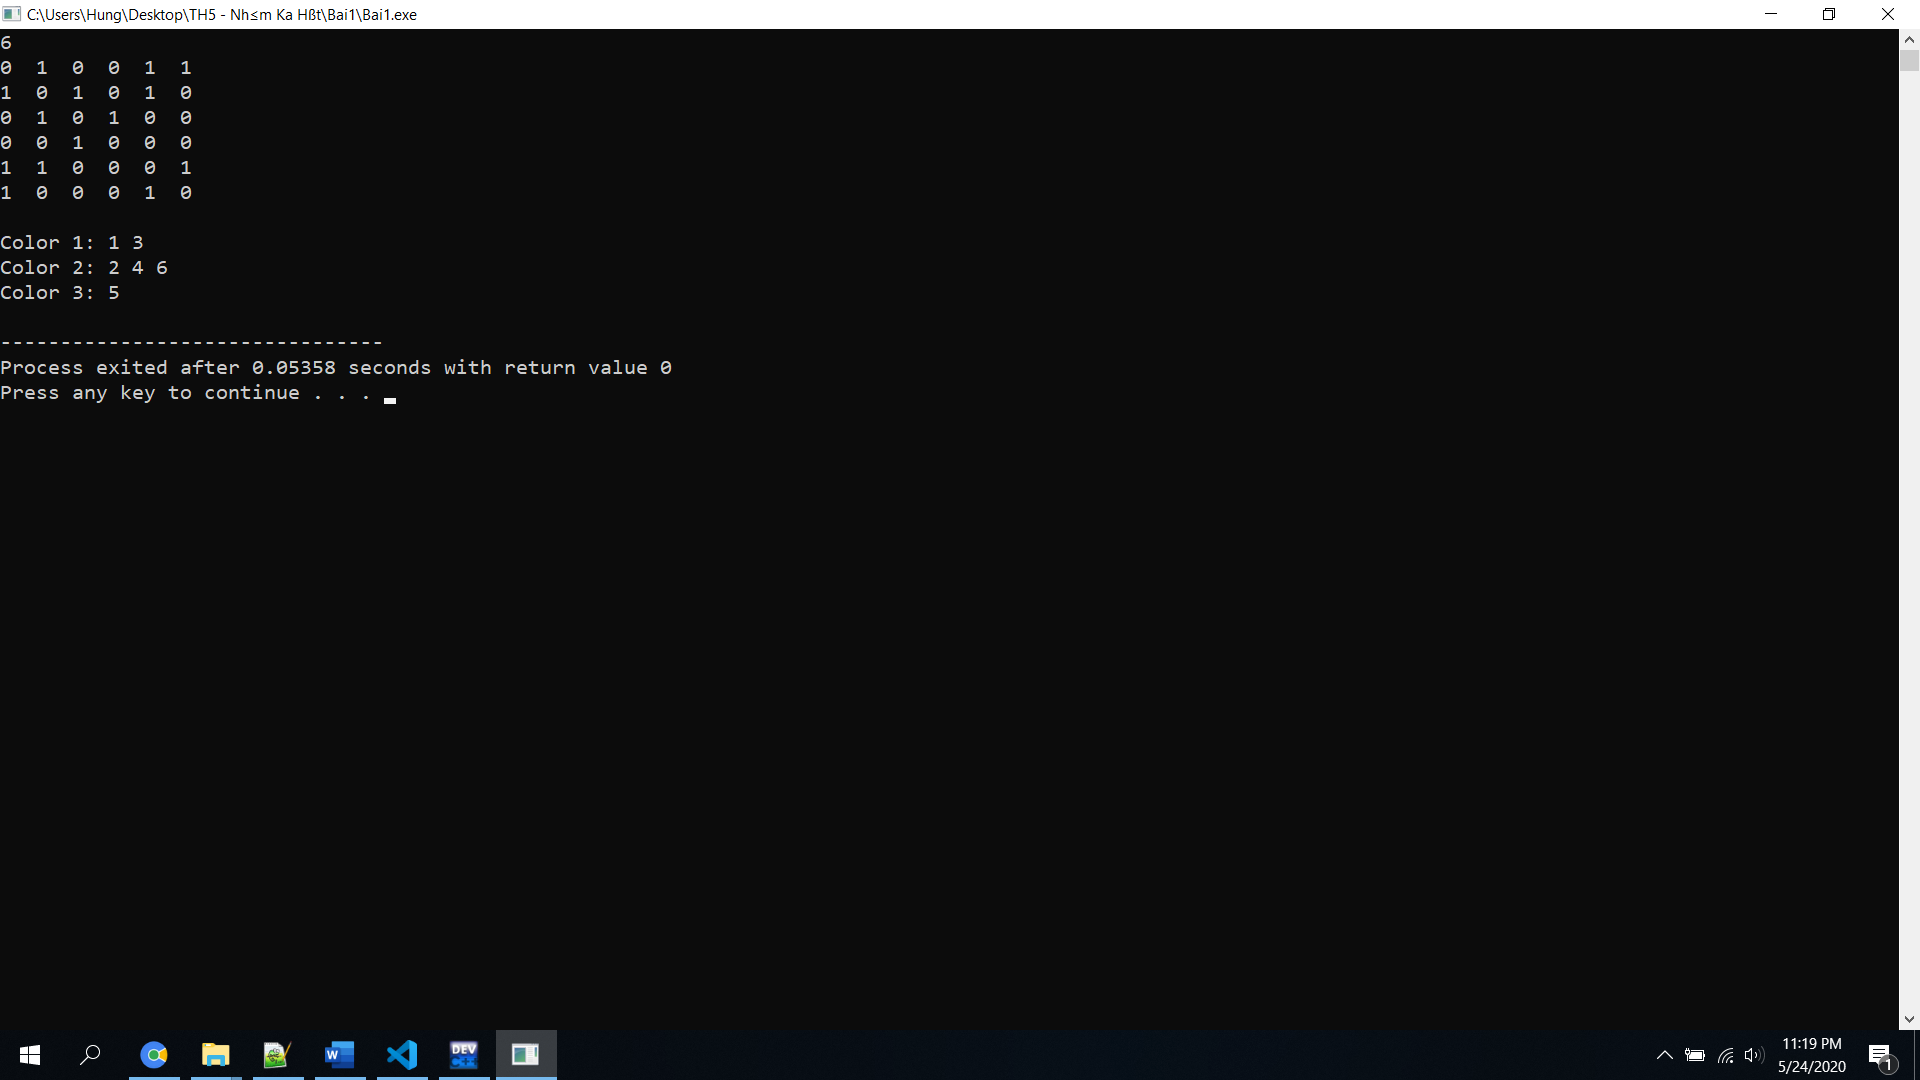 C:\Users\Hung\Desktop\TH5 - Nh≤m Ka Hßt\Bai1\Bai1.exe
6
0  1  0  0  1  1
1  0  1  0  1  0
0  1  0  1  0  0
0  0  1  0  0  0
1  1  0  0  0  1
1  0  0  0  1  0
Color 1: 1 3
Color 2: 2 4 6
Color 3: 5
--------------------------------
Process exited after 0.05358 seconds with return value 0
Press any key to continue . . .
W
DEV
C++
11:19 PM
5/24/2020
1